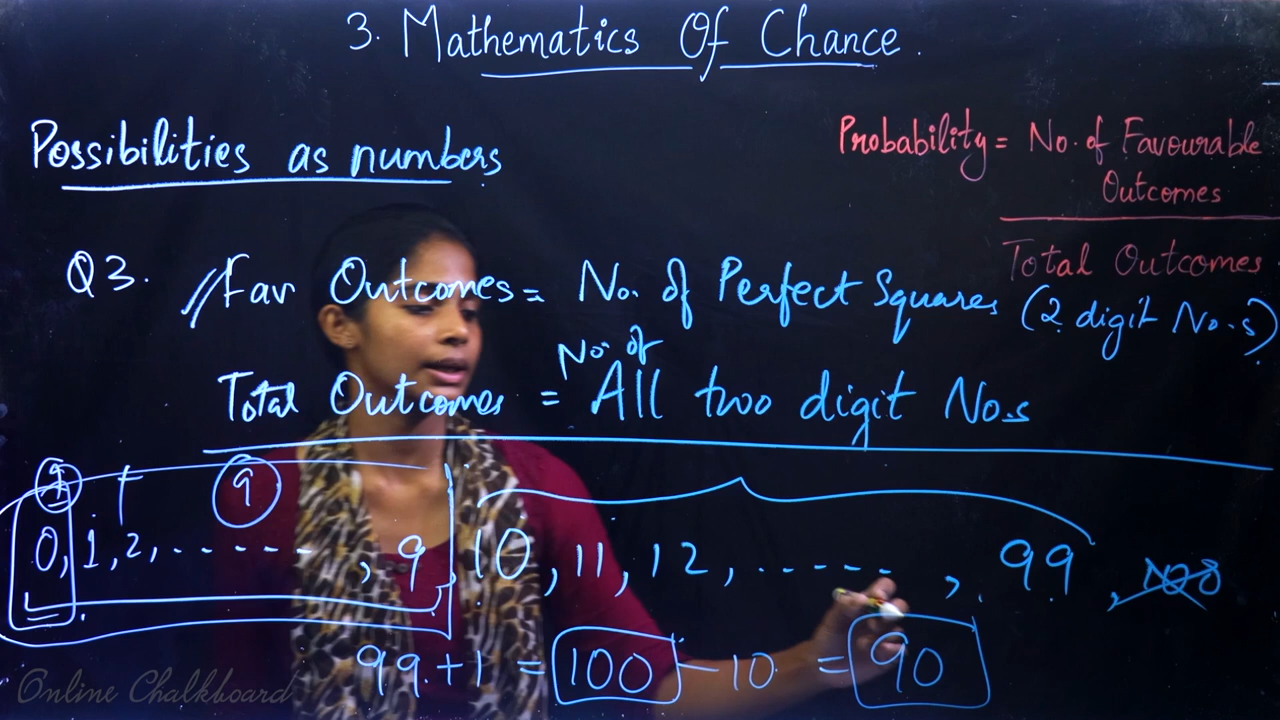 3. Mathematics Of Chance.
Possibilities as numbers
Probability = No. of Favourable
Outcomes
Total Outcomes
Q3. Fav Outcomes = No. of Perfect Squares (2 digit No.s)
No. of
Total Outcomes = All two digit No.s
9
0, 1, 2, ------, 9, 10, 11, 12, ------, 99,
99+1 = 100 - 10 = 90
Online Chalkboard